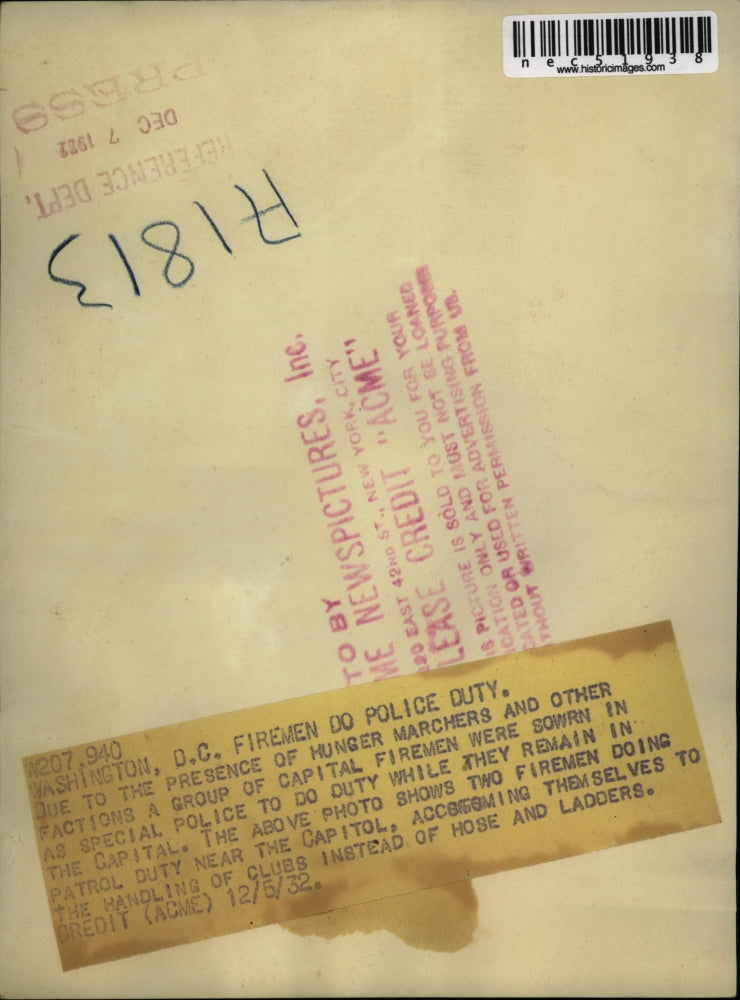 nec51938
www.historicimages.com
PRESS
DEC 7 1932
REFERENCE DEPT.
R1813
TO BY
ME NEWSPICTURES, Inc.
220 EAST 42ND ST., NEW YORK, CITY
LEASE CREDIT "ACME"
IS PICTURE IS SOLD TO YOU FOR YOUR
ICATION ONLY AND MUST NOT BE LOANED
CATED OR USED FOR ADVERTISING PURPOSES
THOUT WRITTEN PERMISSION FROM US.
W207,940
WASHINGTON, D.C. FIREMEN DO POLICE DUTY.
DUE TO THE PRESENCE OF HUNGER MARCHERS AND OTHER
FACTIONS A GROUP OF CAPITAL FIREMEN WERE SOWRN IN
AS SPECIAL POLICE TO DO DUTY WHILE THEY REMAIN IN
THE CAPITAL. THE ABOVE PHOTO SHOWS TWO FIREMEN DOING
PATROL DUTY NEAR THE CAPITOL, THEMSELVES TO
THE HANDLING OF CLUBS INSTEAD OF HOSE AND LADDERS.
CREDIT (ACME) 12/5/32.